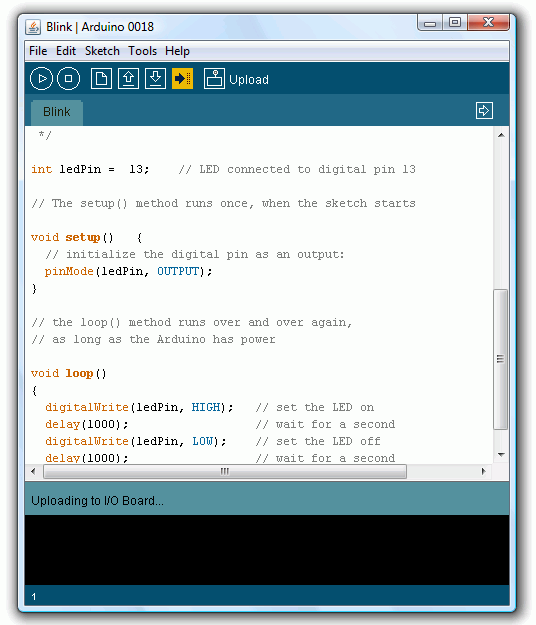 Blink | Arduino 0018
File Edit Sketch Tools Help
Upload
Blink
*/
int ledPin =  13;    // LED connected to digital pin 13
// The setup() method runs once, when the sketch starts
void setup()   {
// initialize the digital pin as an output:
pinMode(ledPin, OUTPUT);
}
// the loop() method runs over and over again,
// as long as the Arduino has power
void loop()
{
digitalWrite(ledPin, HIGH);   // set the LED on
delay(1000);                  // wait for a second
digitalWrite(ledPin, LOW);    // set the LED off
delay(1000);                  // wait for a second
Uploading to I/O Board...
1